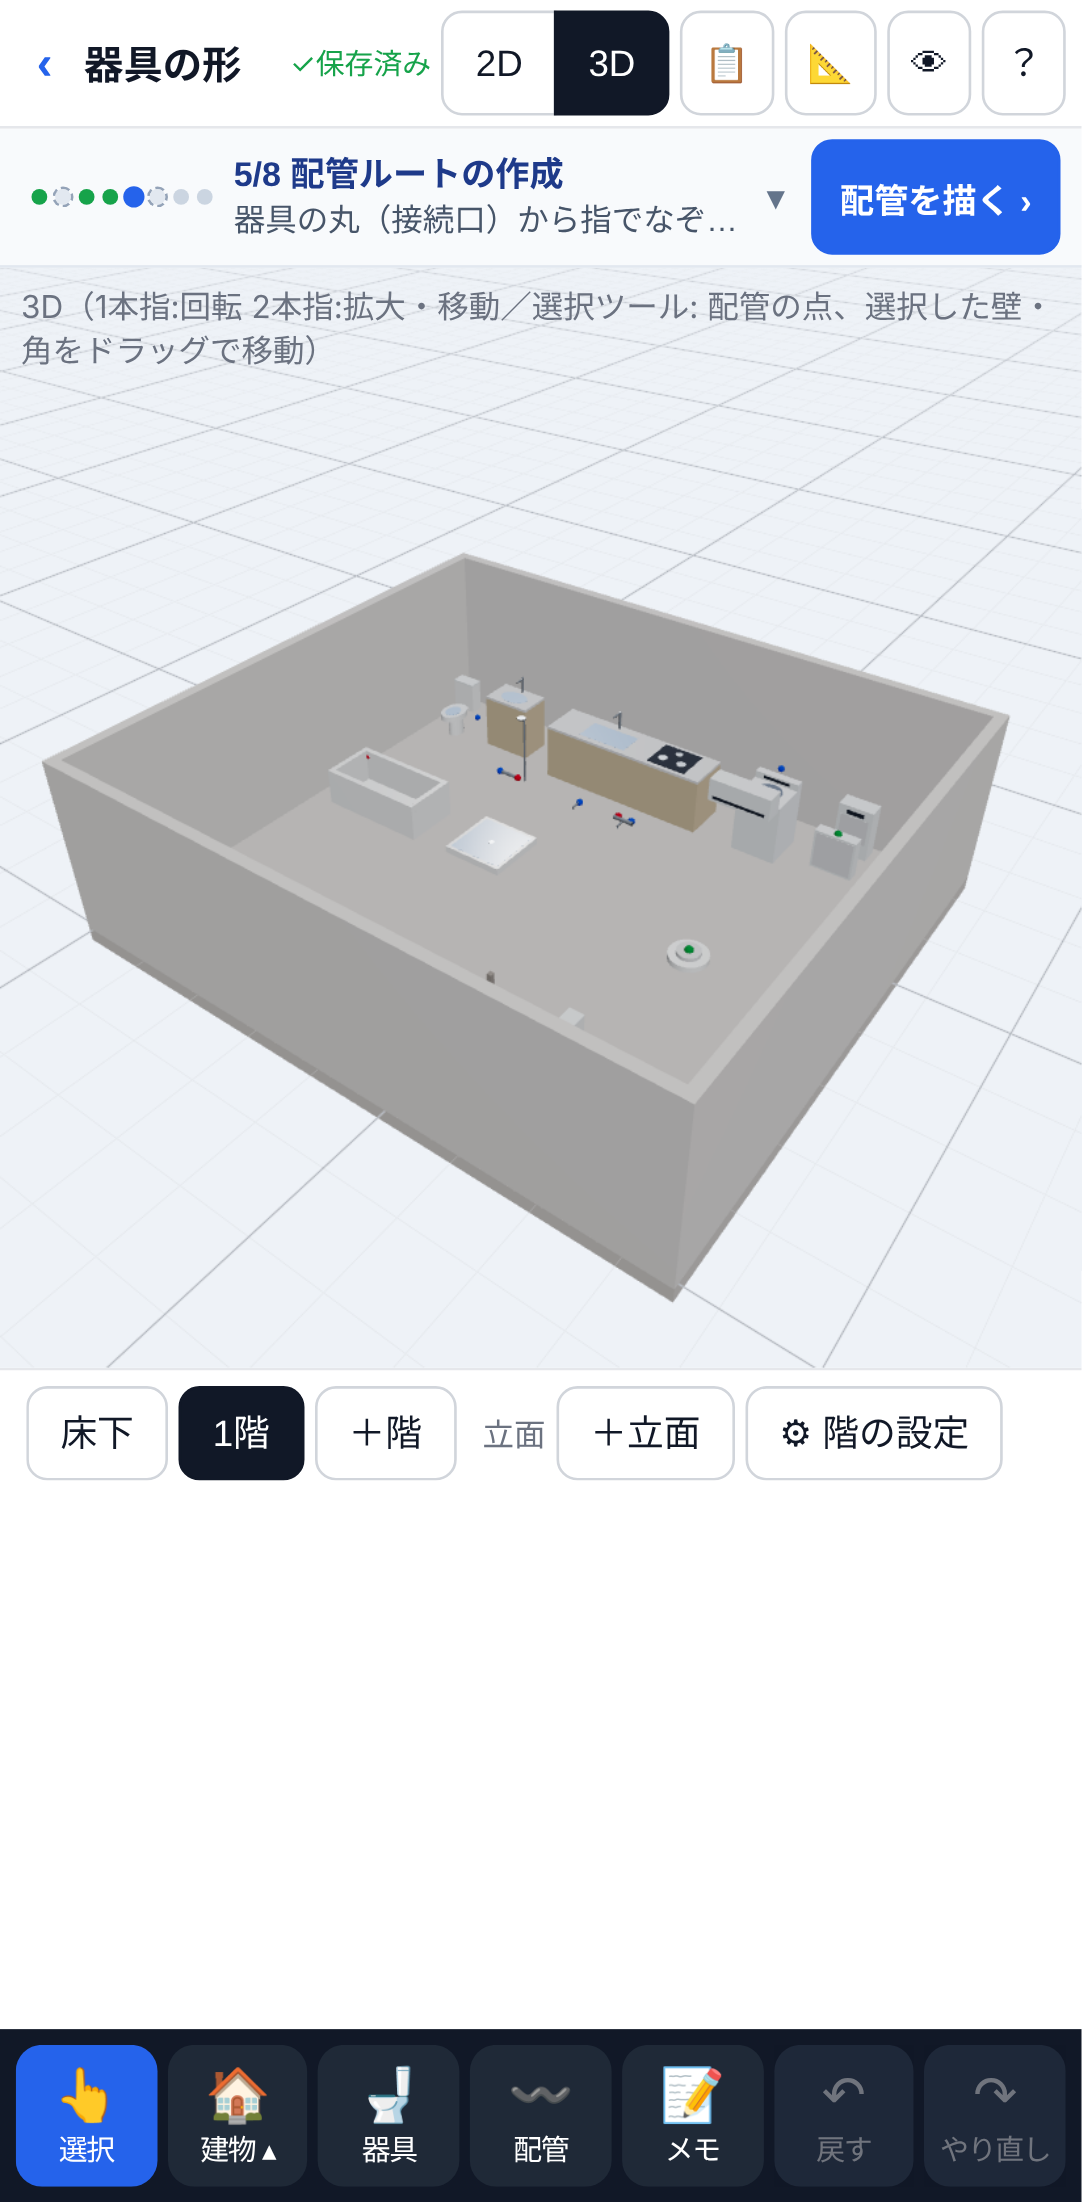 ‹ 器具の形 ✓保存済み 2D 3D ?
5/8 配管ルートの作成
器具の丸（接続口）から指でなぞ…
▼
配管を描く ›
3D（1本指:回転 2本指:拡大・移動／選択ツール: 配管の点、選択した壁・
角をドラッグで移動）
床下 1階 ＋階 立面 ＋立面 ⚙ 階の設定
選択 建物▲ 器具 配管 メモ 戻す やり直し